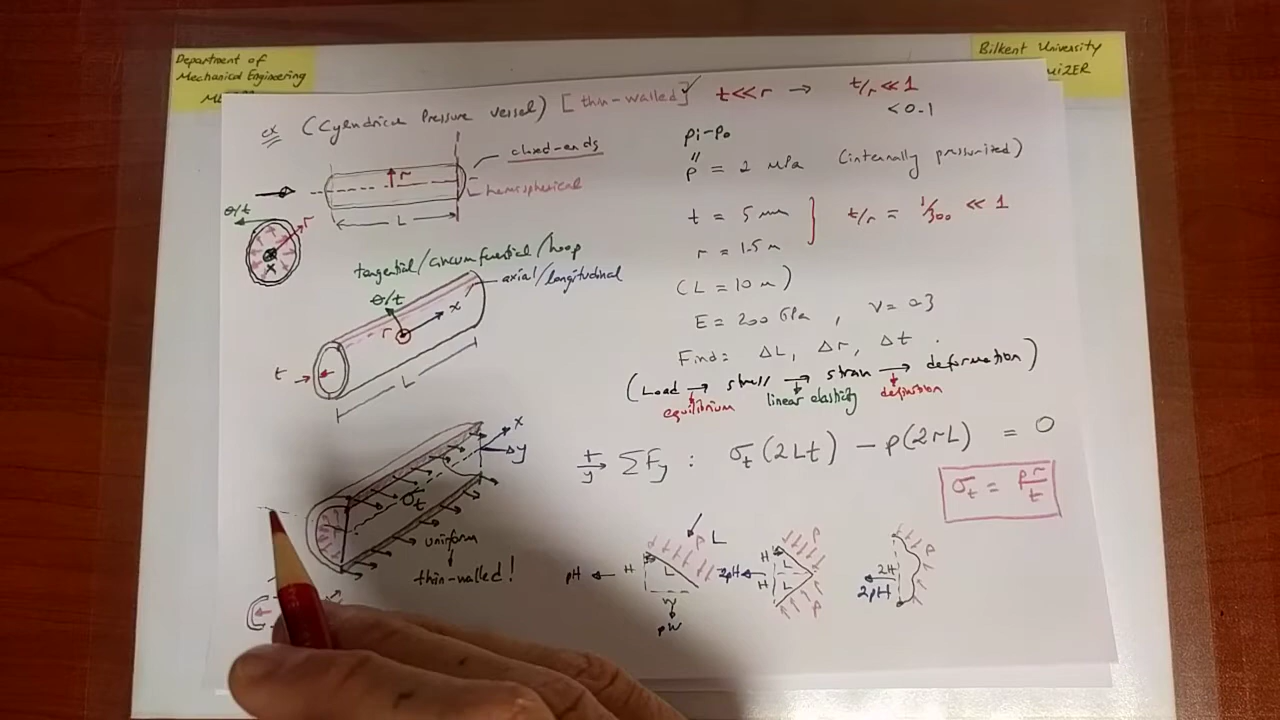 Department of
Mechanical Engineering
Bilkent University
ex (Cylindrical Pressure vessel) [thin-walled] ✓ t<<r → t/r << 1
< 0.1
closed-ends
hemispherical
r
L
θ/t
r
x
Pi-Po
"
P = 2 MPa (internally pressurized)
t = 5 mm
r = 1.5 m
t/r = 1/300 << 1
(L = 10 m)
E = 200 GPa , ν = 0.3
Find: ΔL, Δr, Δt .
(Load → stress → strain → deformation)
equilibrium linear elasticity definition
tangential/circumferential/hoop
axial/longitudinal
θ/t
x
r
t
L
x
y
σt
uniform
thin-walled!
+
y
ΣFy : σt (2Lt) - P(2rL) = 0
σt = Pr/t
P L
pH H L
W
pW
P
2pH H L
H L
P
P
2H
2pH